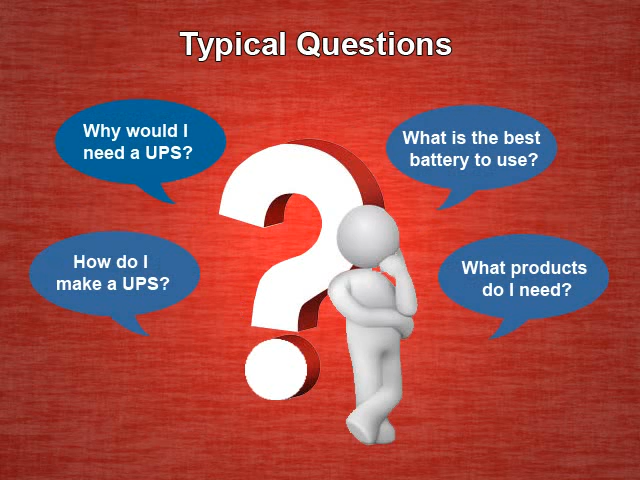 Typical Questions
Why would I
need a UPS?
What is the best
battery to use?
How do I
make a UPS?
What products
do I need?